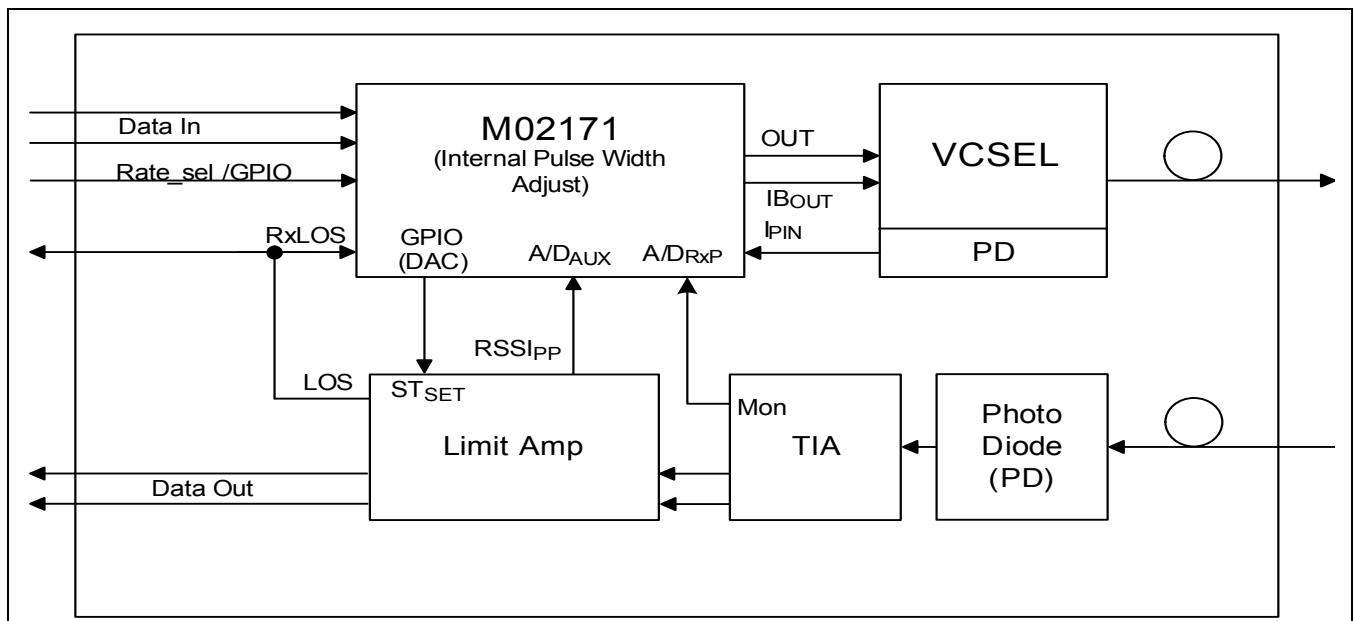 Data In
Rate_sel /GPIO
RxLOS
M02171
(Internal Pulse Width
Adjust)
GPIO
(DAC)
A/DAUX
A/DRxP
OUT
IBOUT
IPIN
VCSEL
PD
RSSIPP
LOS
STSET
Limit Amp
Mon
TIA
Photo
Diode
(PD)
Data Out